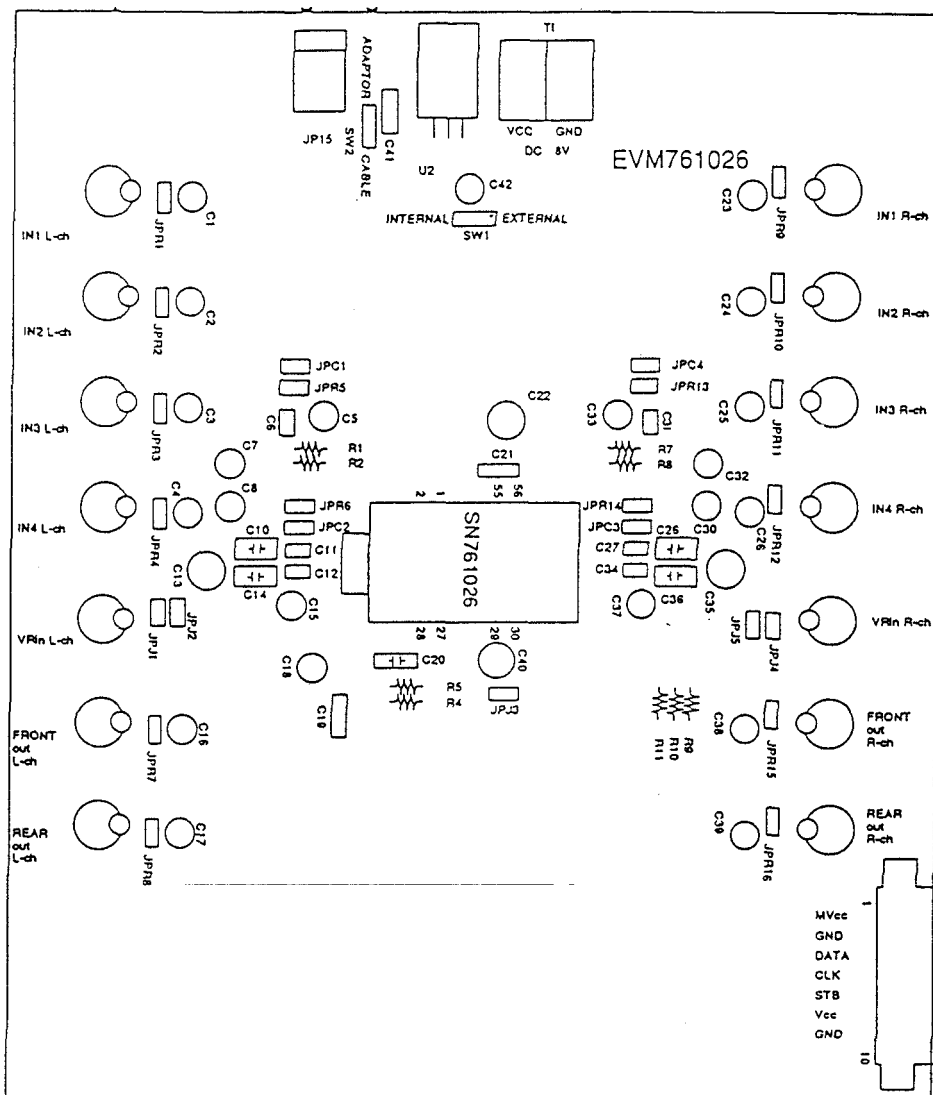 T1
ADAPTOR
SW2
CABLE
JP15
C41
U2
VCC GND
DC 8V
EVM761026
C42
INTERNAL EXTERNAL
SW1
IN1 L-ch
JPR1
C1
C23
JPR9
IN1 R-ch
IN2 L-ch
JPR2
C2
C24
JPR10
IN2 R-ch
JPC1
JPR5
C6
C5
R1
R2
C22
C21
JPC4
JPR13
C33
C31
R7
R8
IN3 L-ch
JPR3
C3
C7
C8
C25
JPR11
IN3 R-ch
C32
C30
IN4 L-ch
JPR4
C4
JPR6
JPC2
C10
C11
C12
C13
C14
C15
2 1
55 56
SN761026
28 27
29 30
JPR14
JPC3
C26
C27
C34
C36
C35
C37
C26
JPR12
IN4 R-ch
VRin L-ch
JPJ1
JPJ2
JPJ5
JPJ4
VRin R-ch
C18
C19
C20
R5
R4
C40
JPJ3
R11
R10
R9
FRONT
out
L-ch
JPR7
C16
C38
JPR15
FRONT
out
R-ch
REAR
out
L-ch
JPR8
C17
C39
JPR16
REAR
out
R-ch
1
MVcc
GND
DATA
CLK
STB
Vcc
GND
10